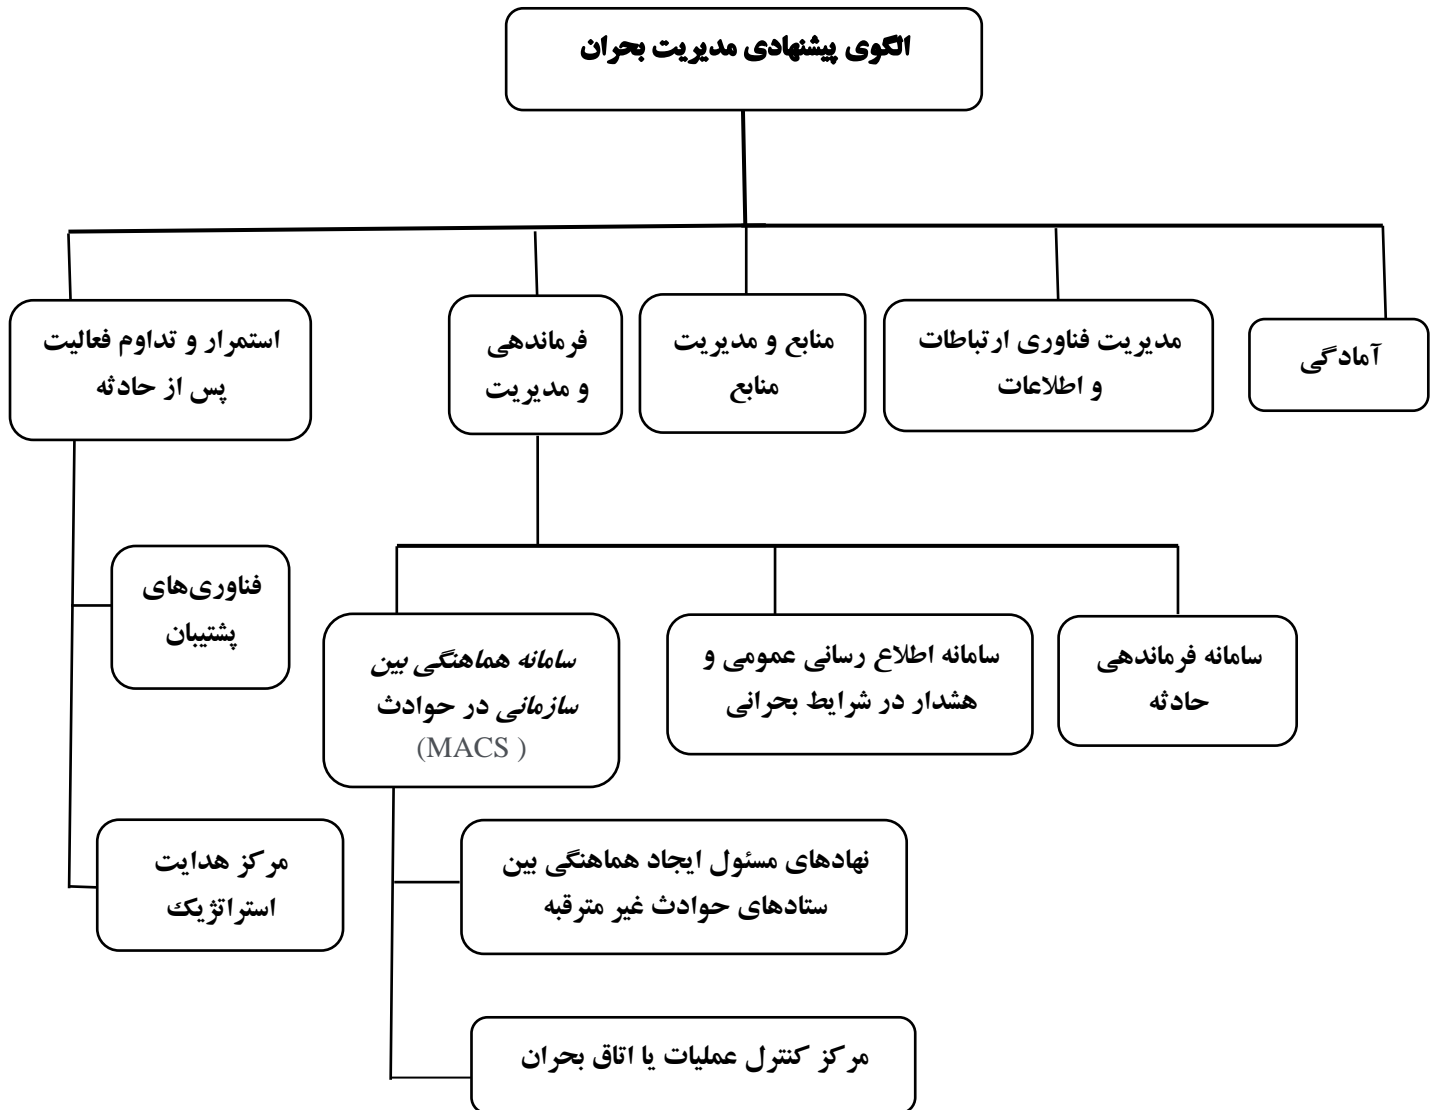 الگوی پیشنهادی مدیریت بحران
آمادگی
مدیریت فناوری ارتباطات
و اطلاعات
منابع و مدیریت
منابع
فرماندهی
و مدیریت
استمرار و تداوم فعالیت
پس از حادثه
سامانه فرماندهی
حادثه
سامانه اطلاع رسانی عمومی و
هشدار در شرایط بحرانی
سامانه هماهنگی بین
سازمانی در حوادث
(MACS )
فناوری‌های
پشتیبان
نهادهای مسئول ایجاد هماهنگی بین
ستادهای حوادث غیر مترقبه
مرکز هدایت
استراتژیک
مرکز کنترل عملیات یا اتاق بحران